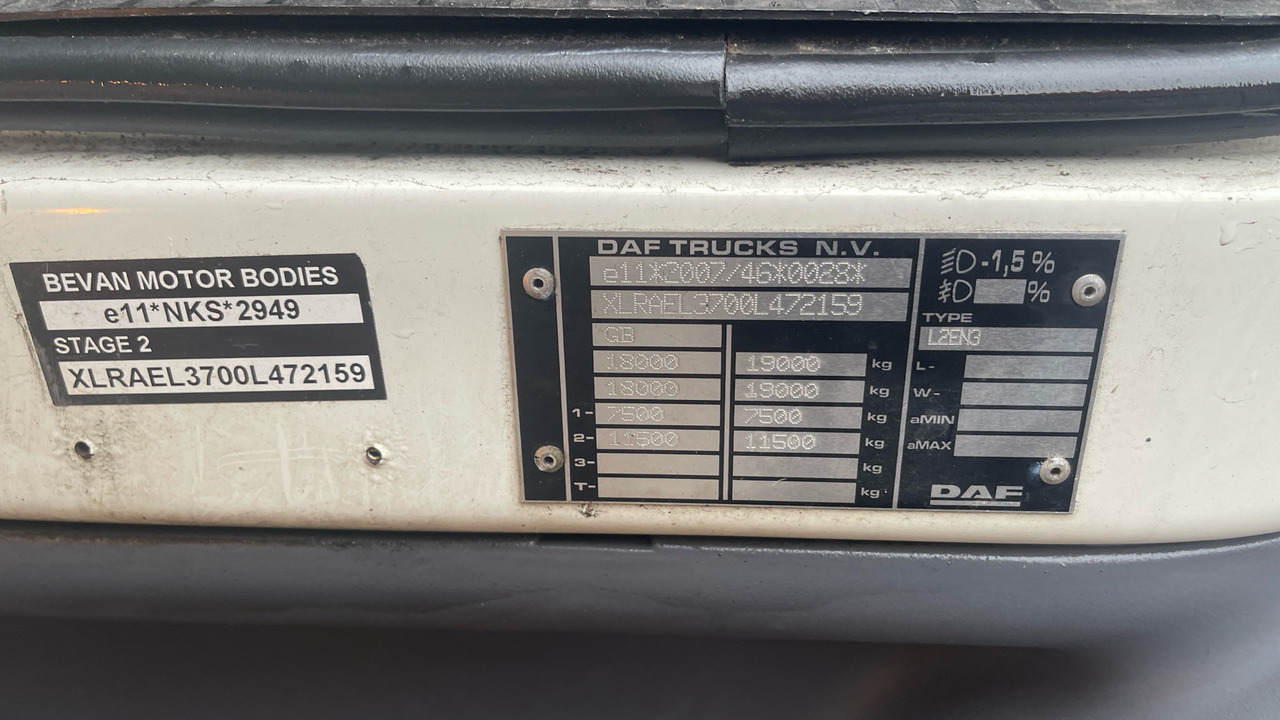 BEVAN MOTOR BODIES
e11*NKS*2949
STAGE 2
XLRAEL3700L472159
DAF TRUCKS N.V.
e11*2007/46*0028*
XLRAEL3700L472159
GB
18000 19000 kg
18000 19000 kg
1- 7500 7500 kg
2- 11500 11500 kg
3- kg
T- kg
D -1,5 %
D %
TYPE
L2EN3
L-
W-
aMIN
aMAX
DAF